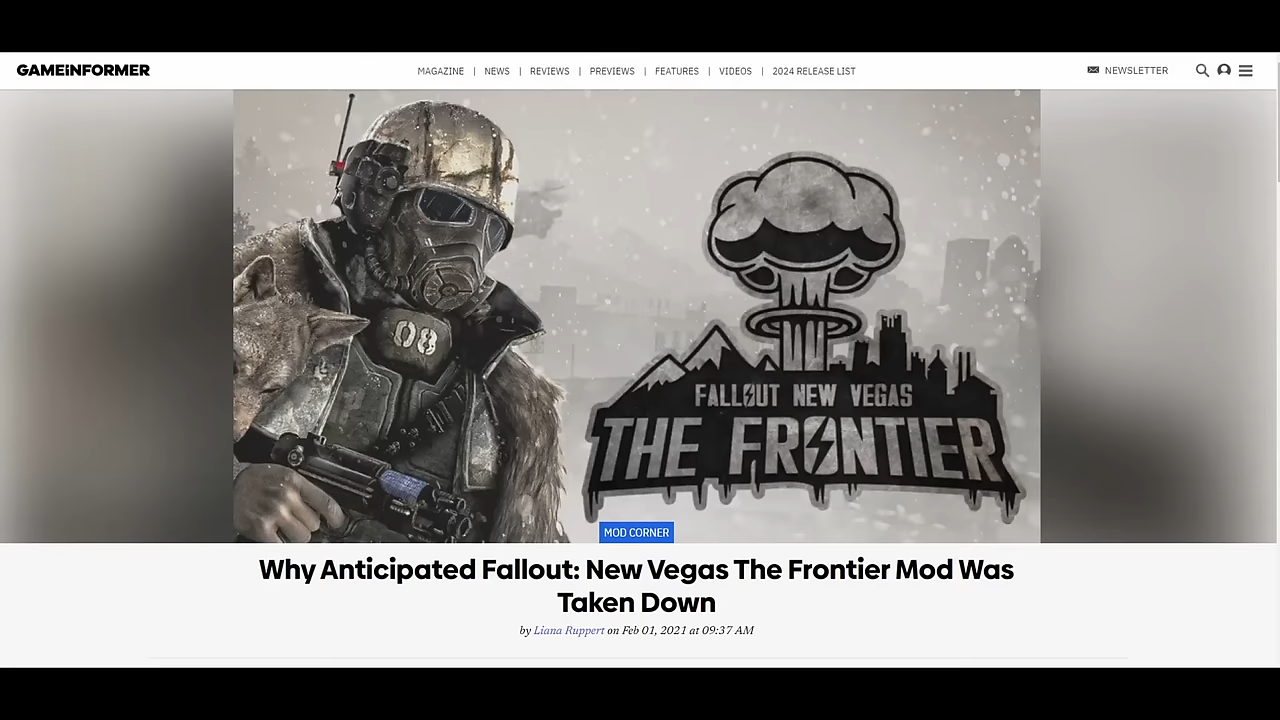 GAMEINFORMER
MAGAZINE | NEWS | REVIEWS | PREVIEWS | FEATURES | VIDEOS | 2024 RELEASE LIST
NEWSLETTER
08
FALLOUT NEW VEGAS
THE FRONTIER
MOD CORNER
Why Anticipated Fallout: New Vegas The Frontier Mod Was
Taken Down
by Liana Ruppert on Feb 01, 2021 at 09:37 AM